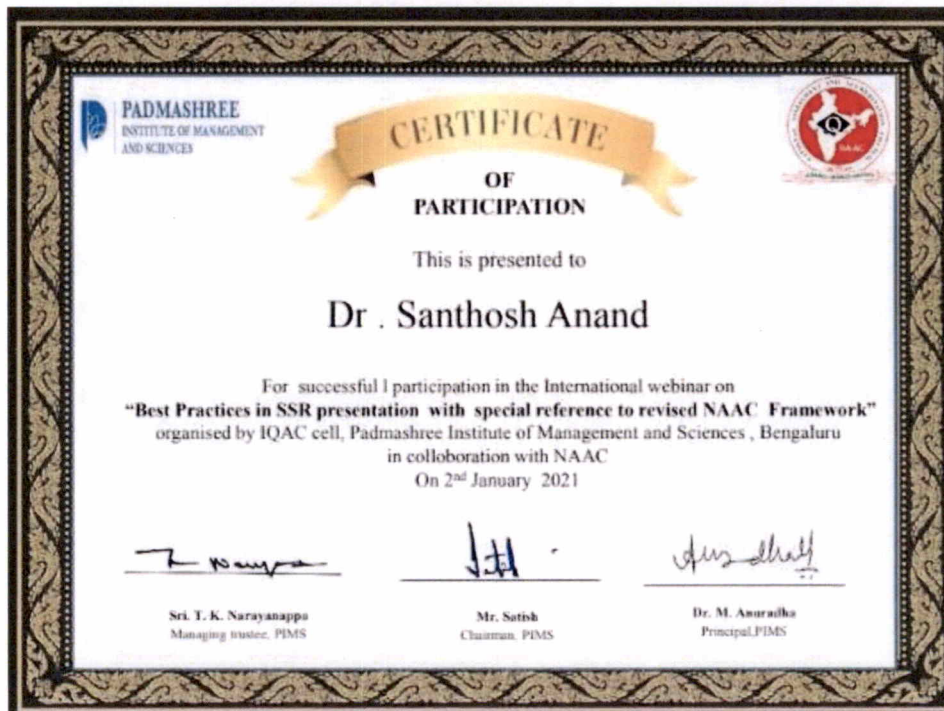 PADMASHREE
INSTITUTE OF MANAGEMENT
AND SCIENCES
CERTIFICATE
OF
PARTICIPATION
NAAC
This is presented to
Dr . Santhosh Anand
For successful l participation in the International webinar on
“Best Practices in SSR presentation with special reference to revised NAAC Framework”
organised by IQAC cell, Padmashree Institute of Management and Sciences , Bengaluru
in colloboration with NAAC
On 2nd January 2021
Sri. T. K. Narayanappa
Managing trustee, PIMS
Mr. Satish
Chairman, PIMS
Dr. M. Anuradha
Principal,PIMS